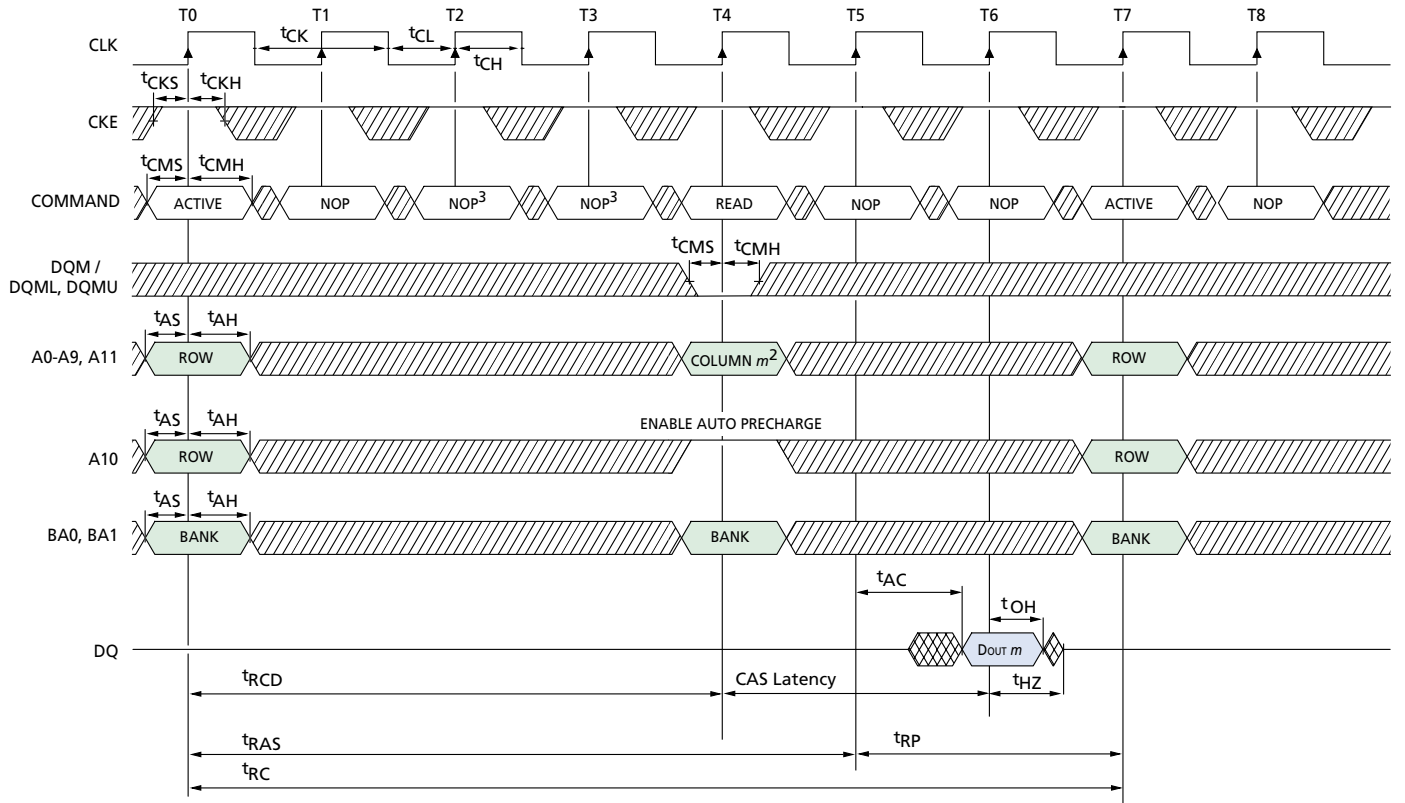 T0 T1 T2 T3 T4 T5 T6 T7 T8
CLK
tCK tCL tCH
tCKS tCKH
CKE
tCMS tCMH
COMMAND ACTIVE NOP NOP3 NOP3 READ NOP NOP ACTIVE NOP
tCMS tCMH
DQM /
DQML, DQMU
tAS tAH
A0-A9, A11 ROW COLUMN m2 ROW
ENABLE AUTO PRECHARGE
tAS tAH
A10 ROW ROW
tAS tAH
BA0, BA1 BANK BANK BANK
tAC
tOH
DQ DOUT m
tRCD CAS Latency tHZ
tRAS tRP
tRC